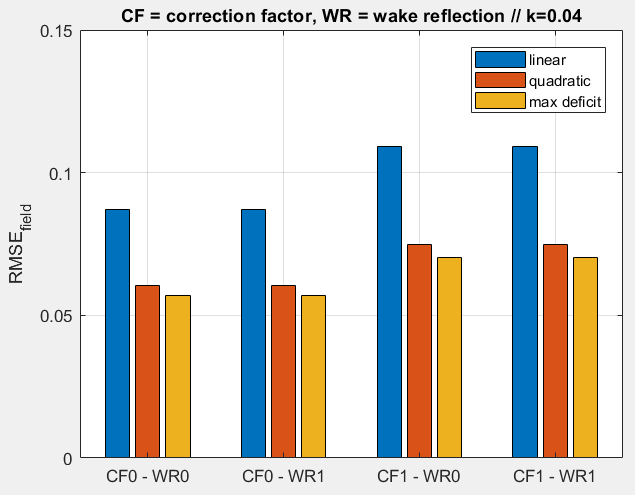 CF = correction factor, WR = wake reflection // k=0.04
linear
quadratic
max deficit
RMSE_field
0.15
0.1
0.05
0
CF0 - WR0
CF0 - WR1
CF1 - WR0
CF1 - WR1